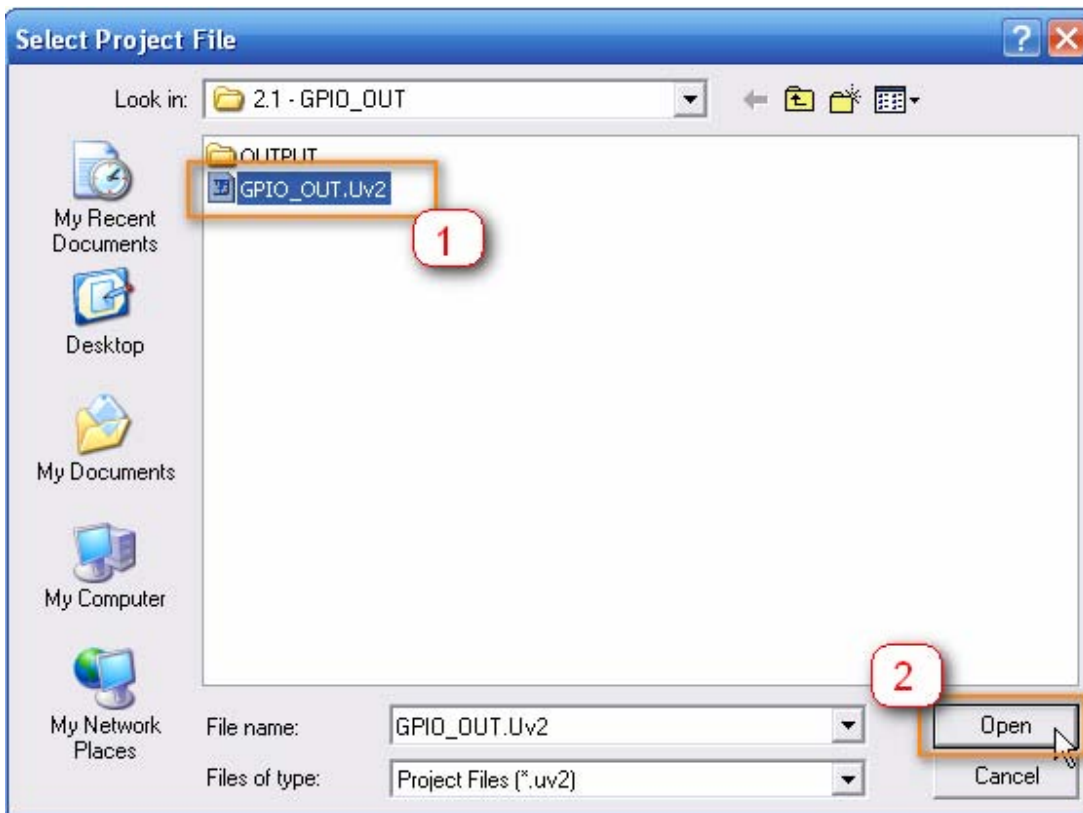 Select Project File
Look in: 2.1 - GPIO_OUT
OUTPUT
GPIO_OUT.Uv2
1
My Recent
Documents
Desktop
My Documents
My Computer
My Network
Places
2
File name: GPIO_OUT.Uv2 Open
Files of type: Project Files (*.uv2) Cancel